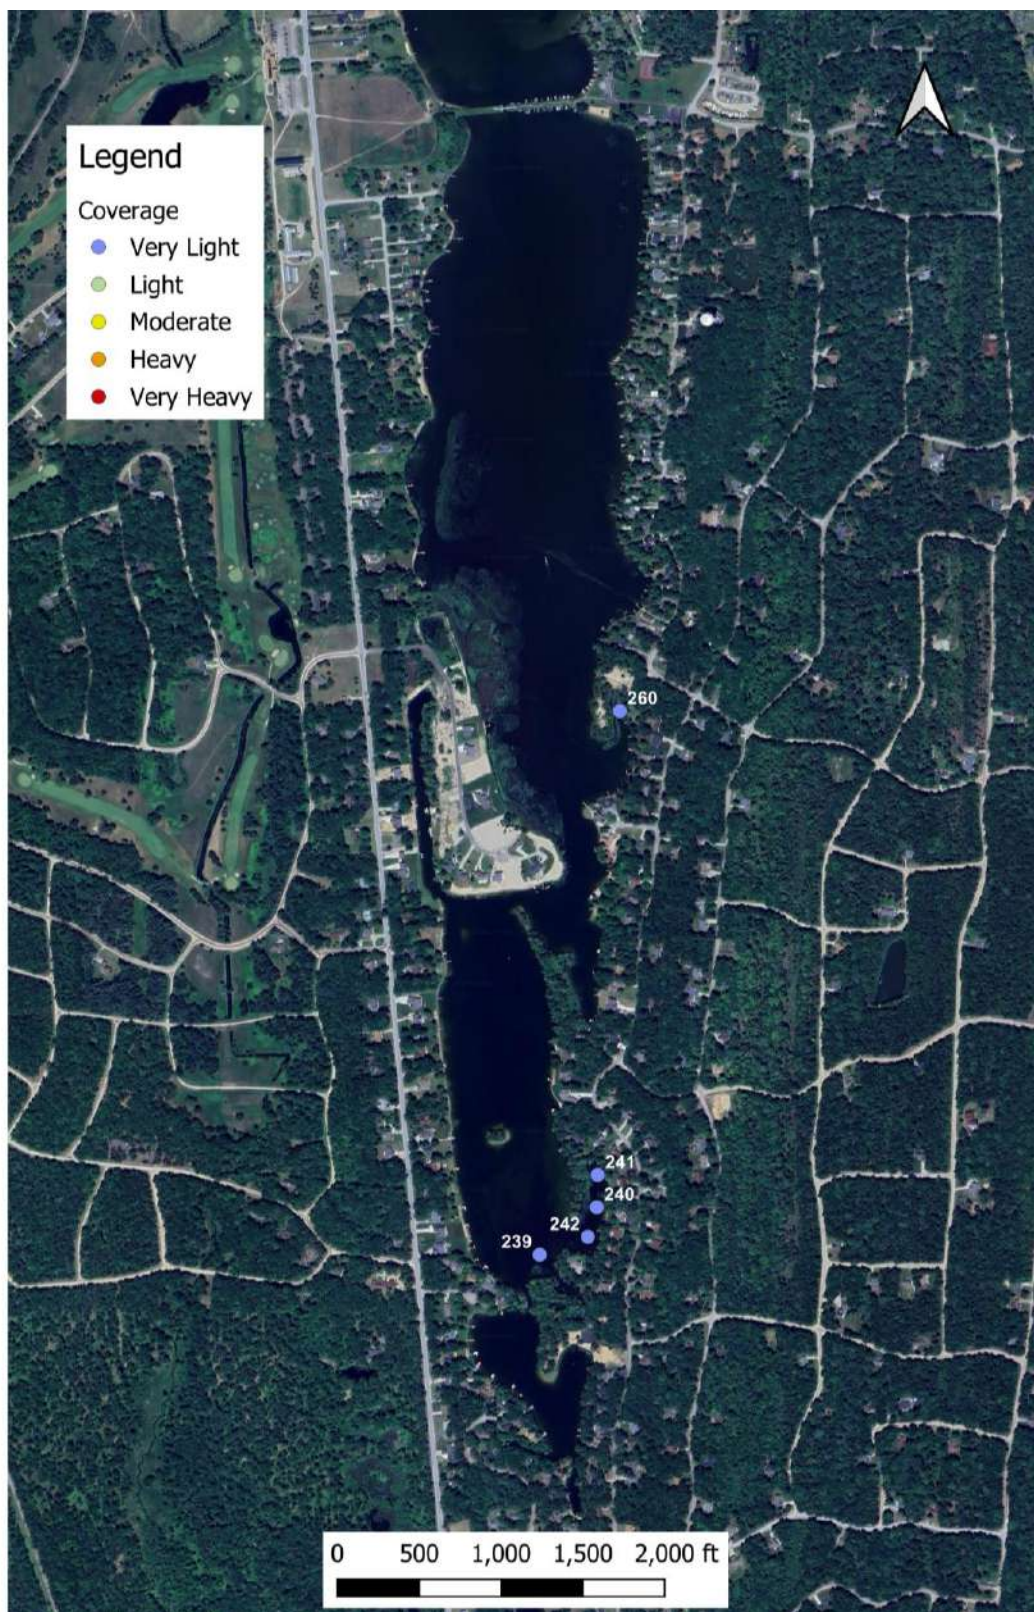 Legend
Coverage
Very Light
Light
Moderate
Heavy
Very Heavy
260
241
240
242
239
0 500 1,000 1,500 2,000 ft